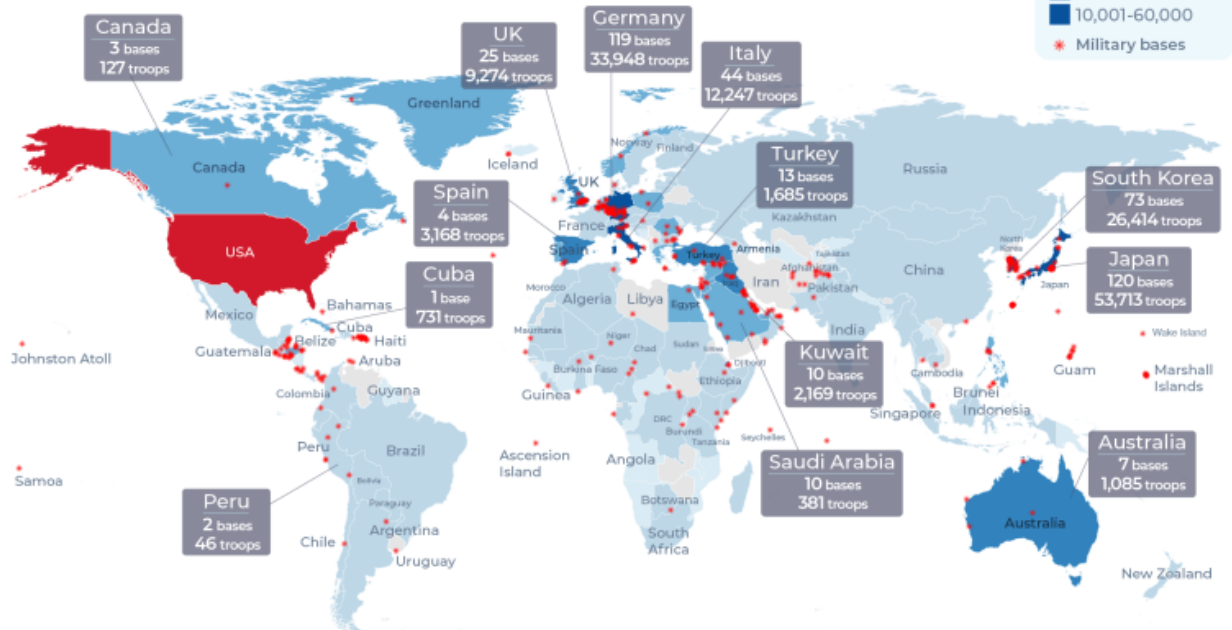 10,001-60,000
Military bases
Canada
3 bases
127 troops
UK
25 bases
9,274 troops
Germany
119 bases
33,948 troops
Italy
44 bases
12,247 troops
Greenland
Iceland
Norway
Finland
Russia
Canada
UK
Turkey
13 bases
1,685 troops
South Korea
73 bases
26,414 troops
Spain
4 bases
3,168 troops
France
Kazakhstan
USA
Spain
Turkey
Armenia
Tajikistan
North
Korea
Japan
Japan
120 bases
53,713 troops
Cuba
1 base
731 troops
Morocco
Algeria
Libya
Egypt
Iraq
Iran
Afghanistan
Pakistan
China
Mexico
Bahamas
Cuba
Belize
Haiti
Guatemala
Aruba
Johnston Atoll
Mauritania
Niger
Chad
Sudan
Eritrea
Djibouti
India
Wake Island
Kuwait
10 bases
2,169 troops
Burkina Faso
Ethiopia
Cambodia
Guam
Marshall
Islands
Colombia
Guyana
Guinea
Brunei
Singapore
Indonesia
DRC
Burundi
Tanzania
Seychelles
Peru
Brazil
Ascension
Island
Angola
Saudi Arabia
10 bases
381 troops
Australia
7 bases
1,085 troops
Samoa
Bolivia
Paraguay
Peru
2 bases
46 troops
Botswana
South
Africa
Australia
Argentina
Chile
Uruguay
New Zealand